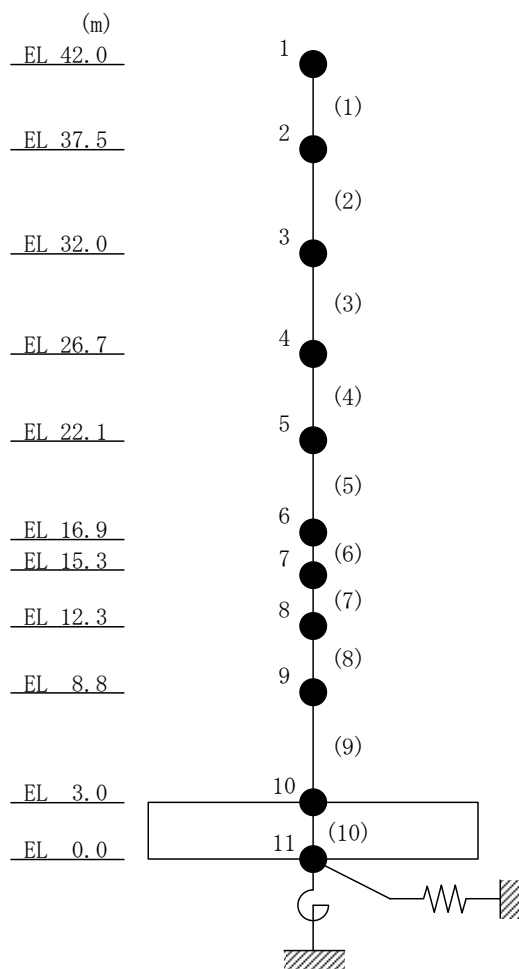 (m)
EL 42.0
1
(1)
EL 37.5
2
(2)
EL 32.0
3
(3)
EL 26.7
4
(4)
EL 22.1
5
(5)
EL 16.9
6
(6)
EL 15.3
7
(7)
EL 12.3
8
(8)
EL 8.8
9
(9)
EL 3.0
10
(10)
EL 0.0
11